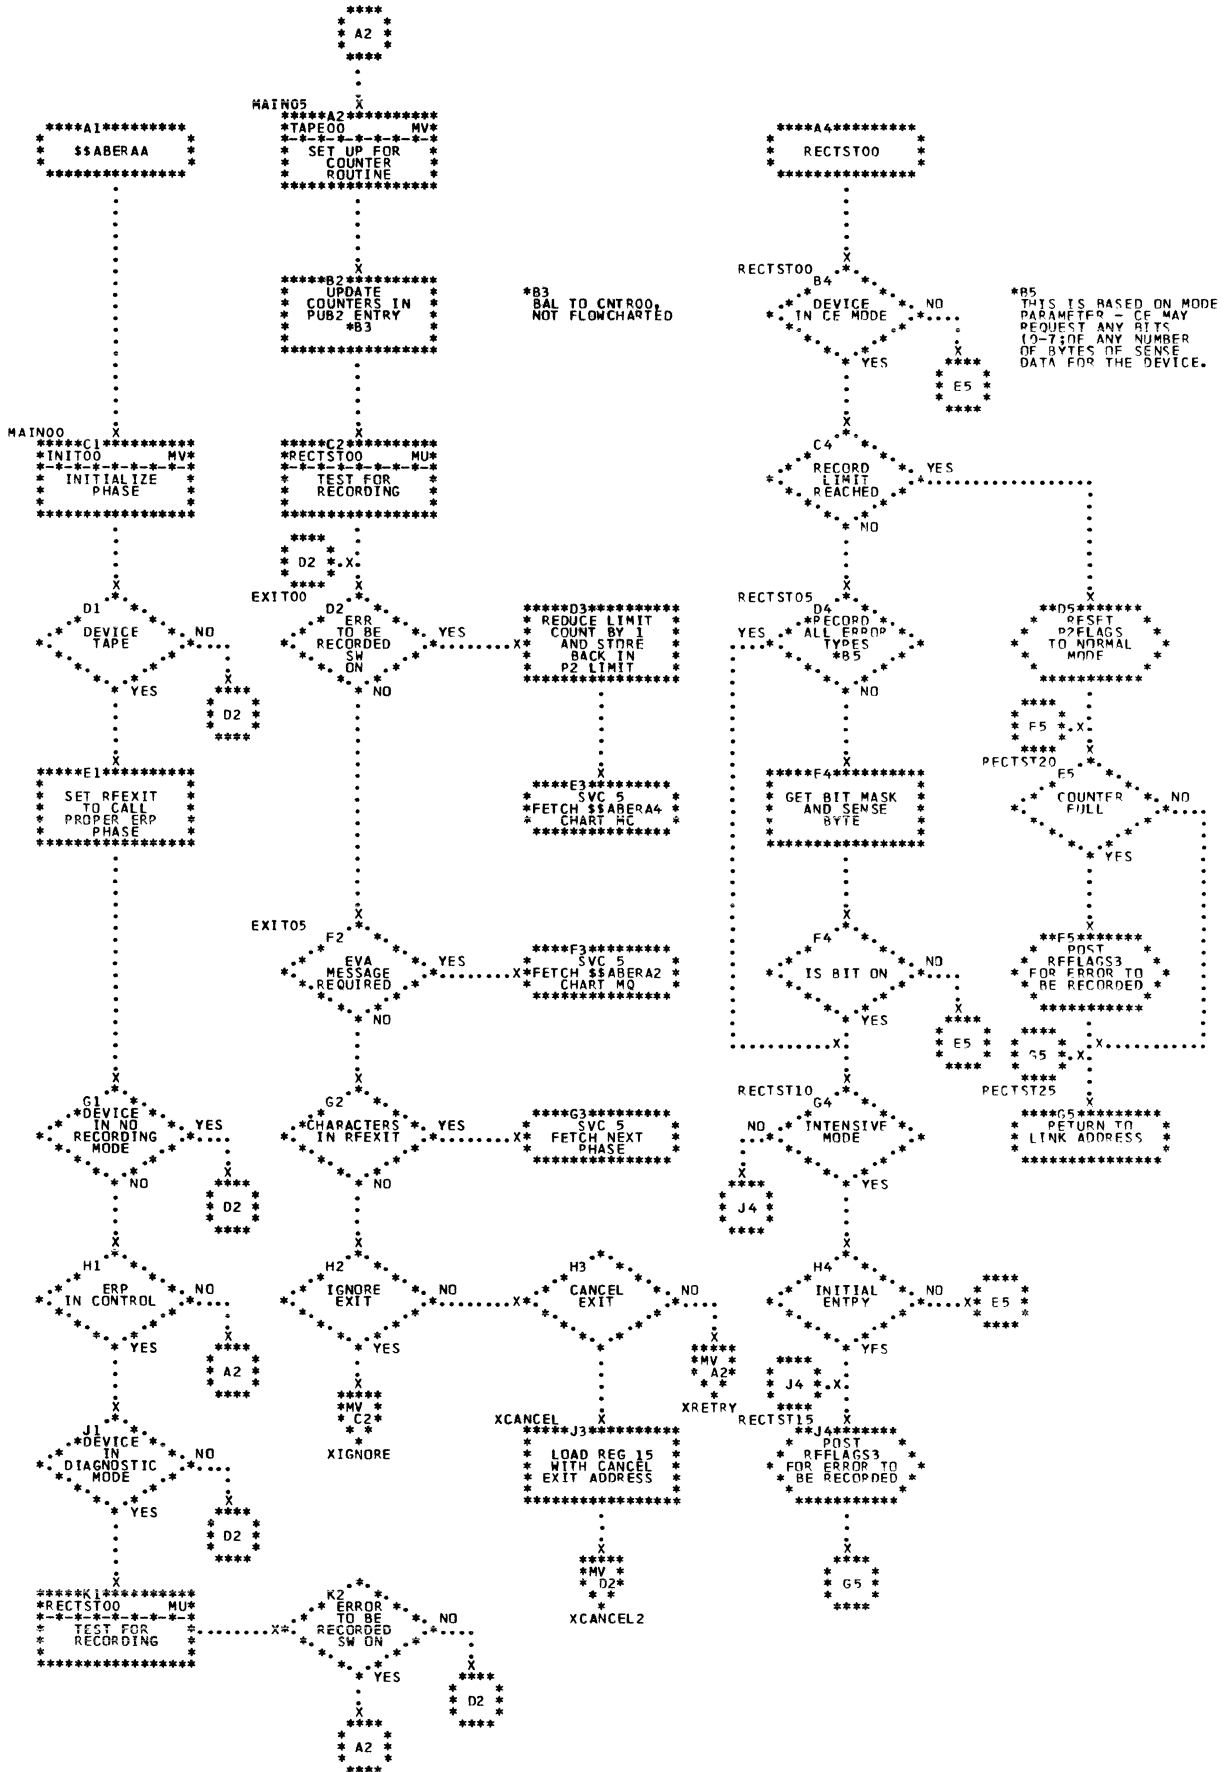 A2
MAIN05
****A1*********
$$ABERAA
*****A2**********
*TAPE00 MV*
SET UP FOR
COUNTER
ROUTINE
****A4*********
RECTST00
*****B2**********
UPDATE
COUNTERS IN
PUB2 ENTRY
*B3
*B3
BAL TO CNTR00,
NOT FLOWCHARTED
RECTST00
B4
DEVICE
IN CE MODE
NO
YES
E5
*B5
THIS IS BASED ON MODE
PARAMETER - CE MAY
REQUEST ANY BITS
(0-7;OF ANY NUMBER
OF BYTES OF SENSE
DATA FOR THE DEVICE.
MAIN00
*****C1**********
*INIT00 MV*
INITIALIZE
PHASE
*****C2**********
*RECTST00 MU*
TEST FOR
RECORDING
C4
RECORD
LIMIT
REACHED
YES
NO
D2
D1
DEVICE
TAPE
NO
YES
D2
EXIT00
D2
ERR
TO BE
RECORDED
SW
ON
YES
NO
*****D3**********
REDUCE LIMIT
COUNT BY 1
AND STORE
BACK IN
P2 LIMIT
RECTST05
D4
*RECORD
ALL ERROR
TYPES
*B5
YES
NO
**D5*******
RESET
P2FLAGS
TO NORMAL
MODE
*****E1**********
SET RFEXIT
TO CALL
PROPER ERP
PHASE
****E3*********
SVC 5
*FETCH $$ABERA4
CHART MC
*****E4**********
GET BIT MASK
AND SENSE
BYTE
E5
RECTST20
E5
COUNTER
FULL
NO
YES
EXIT05
F2
EVA
MESSAGE
REQUIRED
YES
NO
****F3*********
SVC 5
*FETCH $$ABERA2
CHART MQ
F4
IS BIT ON
NO
YES
E5
**F5*******
POST
RFFLAGS3
FOR ERROR TO
BE RECORDED
G5
RECTST25
G1
*DEVICE
IN NO
RECORDING
MODE
YES
NO
D2
G2
*CHARACTERS
IN RFEXIT
YES
NO
****G3*********
SVC 5
FETCH NEXT
PHASE
RECTST10
G4
INTENSIVE
MODE
NO
YES
J4
****G5*********
RETURN TO
LINK ADDRESS
H1
ERP
IN CONTROL
NO
YES
A2
H2
IGNORE
EXIT
NO
YES
*MV
C2*
XIGNORE
H3
CANCEL
EXIT
NO
*MV
A2*
XRETRY
H4
INITIAL
ENTRY
NO
YES
E5
J4
J1
*DEVICE
IN
DIAGNOSTIC
MODE
NO
YES
D2
XCANCEL
*****J3**********
LOAD REG 15
WITH CANCEL
EXIT ADDRESS
*MV
D2*
XCANCEL2
RECTST15
**J4*******
POST
RFFLAGS3
FOR ERROR TO
BE RECORDED
G5
*****K1**********
*RECTST00 MU*
TEST FOR
RECORDING
K2
ERROR
TO BE
RECORDED
SW ON
NO
YES
D2
A2